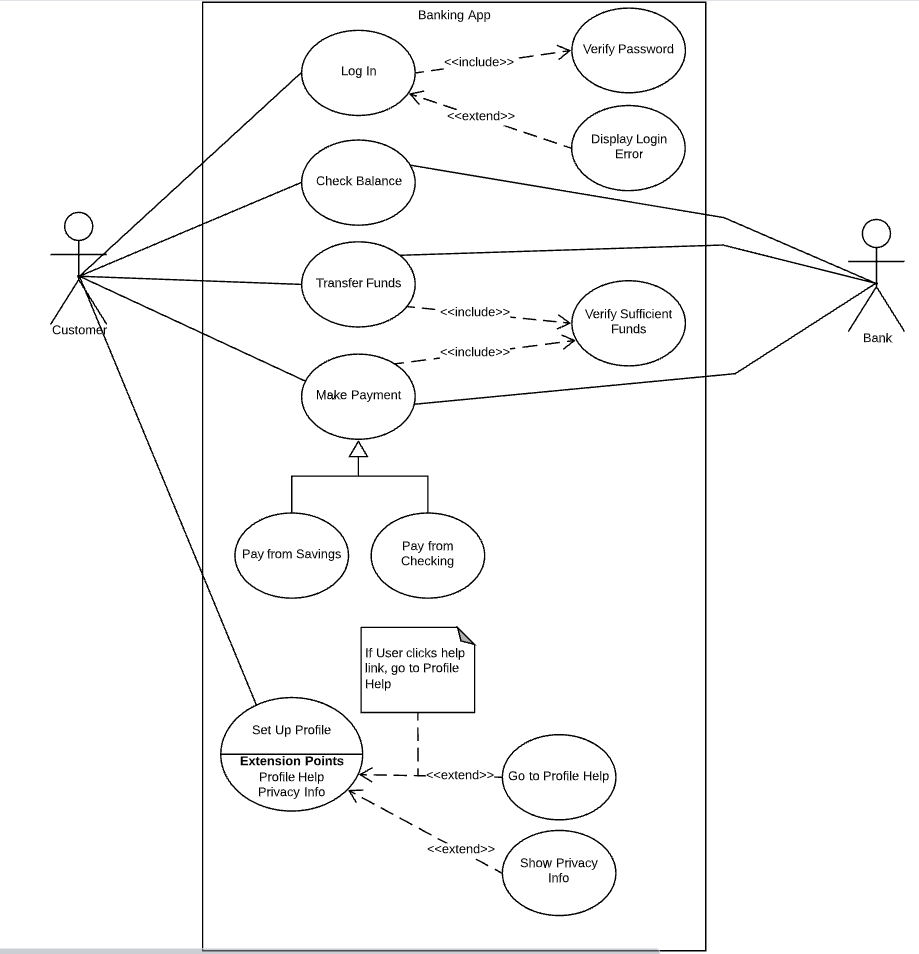 Banking App
Log In
<<include>>
Verify Password
<<extend>>
Display Login
Error
Check Balance
Transfer Funds
<<include>>
Verify Sufficient
Funds
<<include>>
Make Payment
Customer
Bank
Pay from Savings
Pay from
Checking
If User clicks help
link, go to Profile
Help
Set Up Profile
Extension Points
Profile Help
Privacy Info
<<extend>>
Go to Profile Help
<<extend>>
Show Privacy
Info